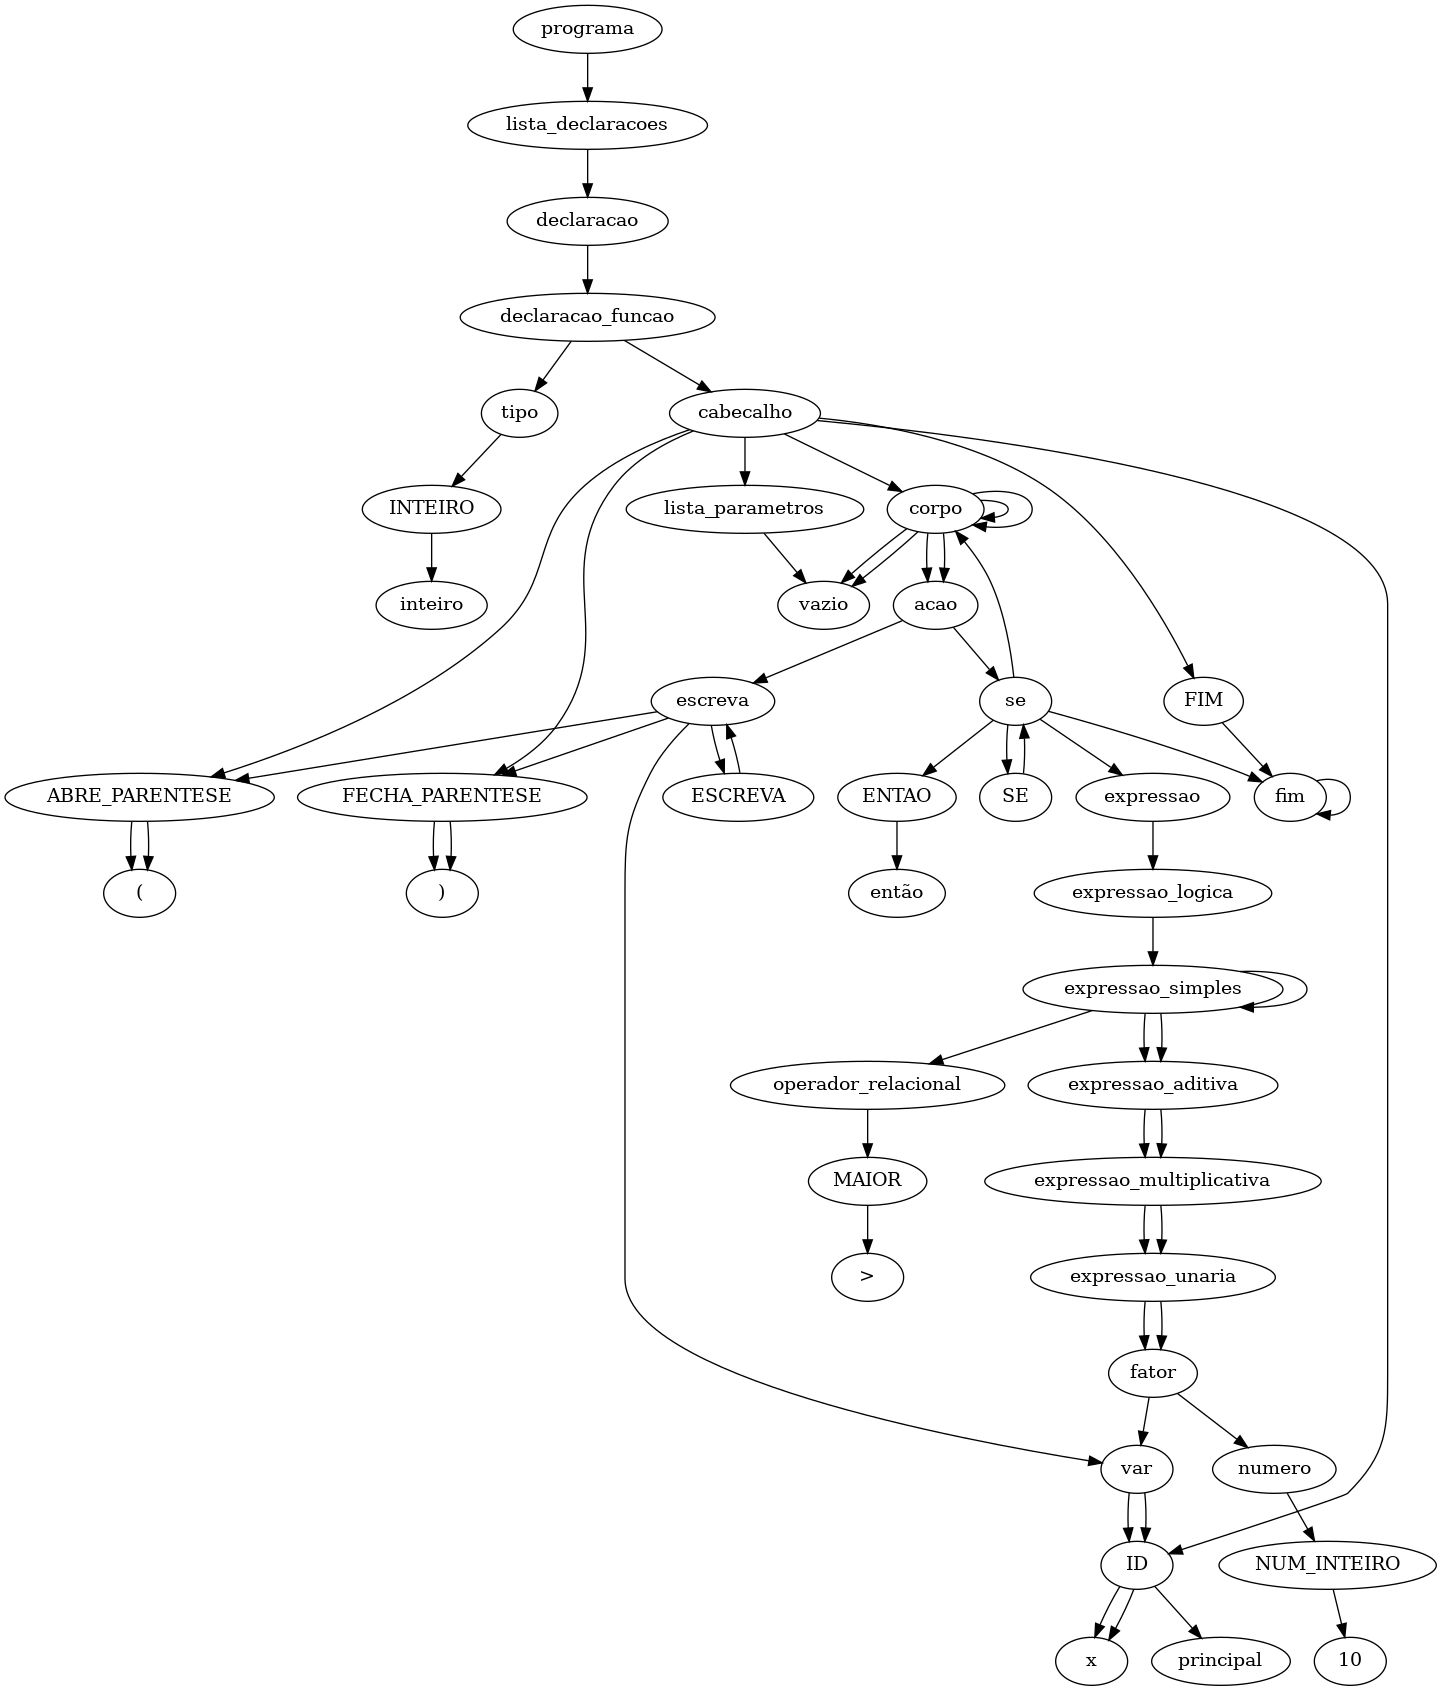 programa
lista_declaracoes
declaracao
declaracao_funcao
tipo
cabecalho
INTEIRO
lista_parametros
corpo
inteiro
vazio
acao
escreva
se
FIM
ABRE_PARENTESE
FECHA_PARENTESE
ESCREVA
ENTAO
SE
expressao
fim
(
)
então
expressao_logica
expressao_simples
operador_relacional
expressao_aditiva
MAIOR
expressao_multiplicativa
>
expressao_unaria
fator
var
numero
ID
NUM_INTEIRO
x
principal
10